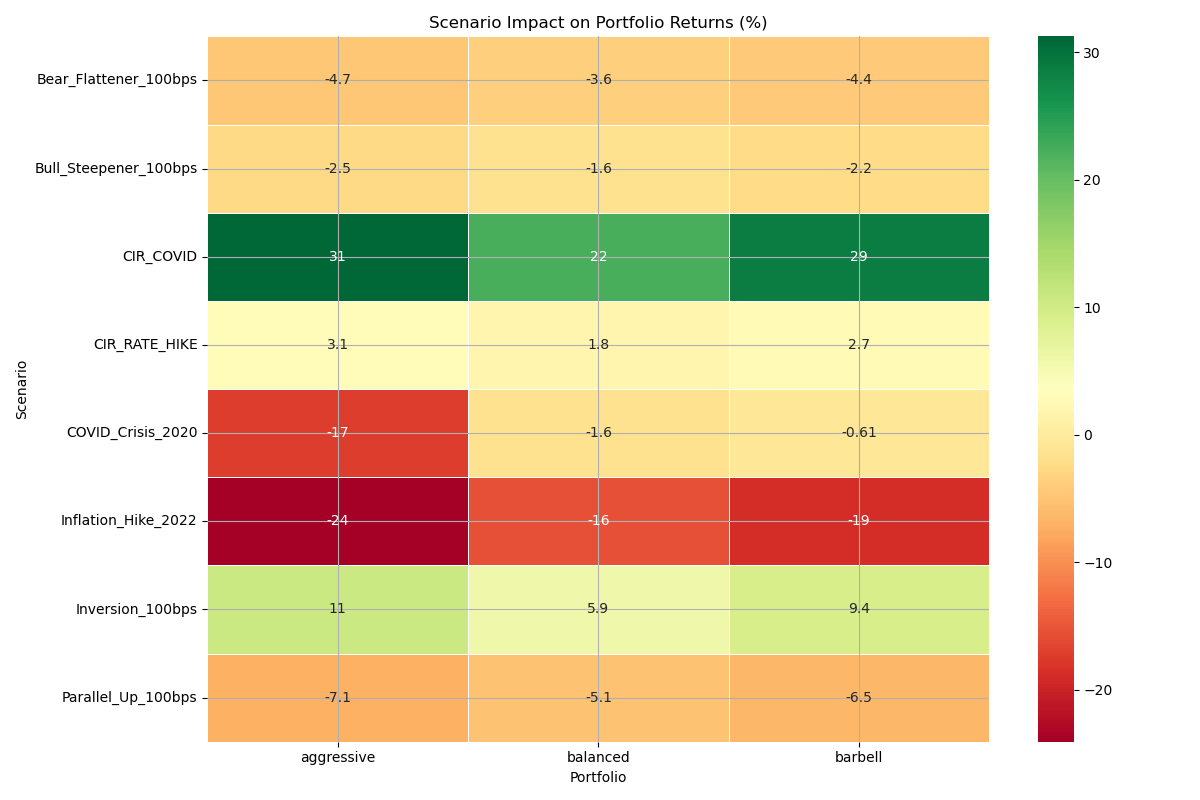 Scenario Impact on Portfolio Returns (%)
Scenario
Bear_Flattener_100bps -4.7 -3.6 -4.4
Bull_Steepener_100bps -2.5 -1.6 -2.2
CIR_COVID 31 22 29
CIR_RATE_HIKE 3.1 1.8 2.7
COVID_Crisis_2020 -17 -1.6 -0.61
Inflation_Hike_2022 -24 -16 -19
Inversion_100bps 11 5.9 9.4
Parallel_Up_100bps -7.1 -5.1 -6.5
aggressive balanced barbell
Portfolio
30
20
10
0
−10
−20